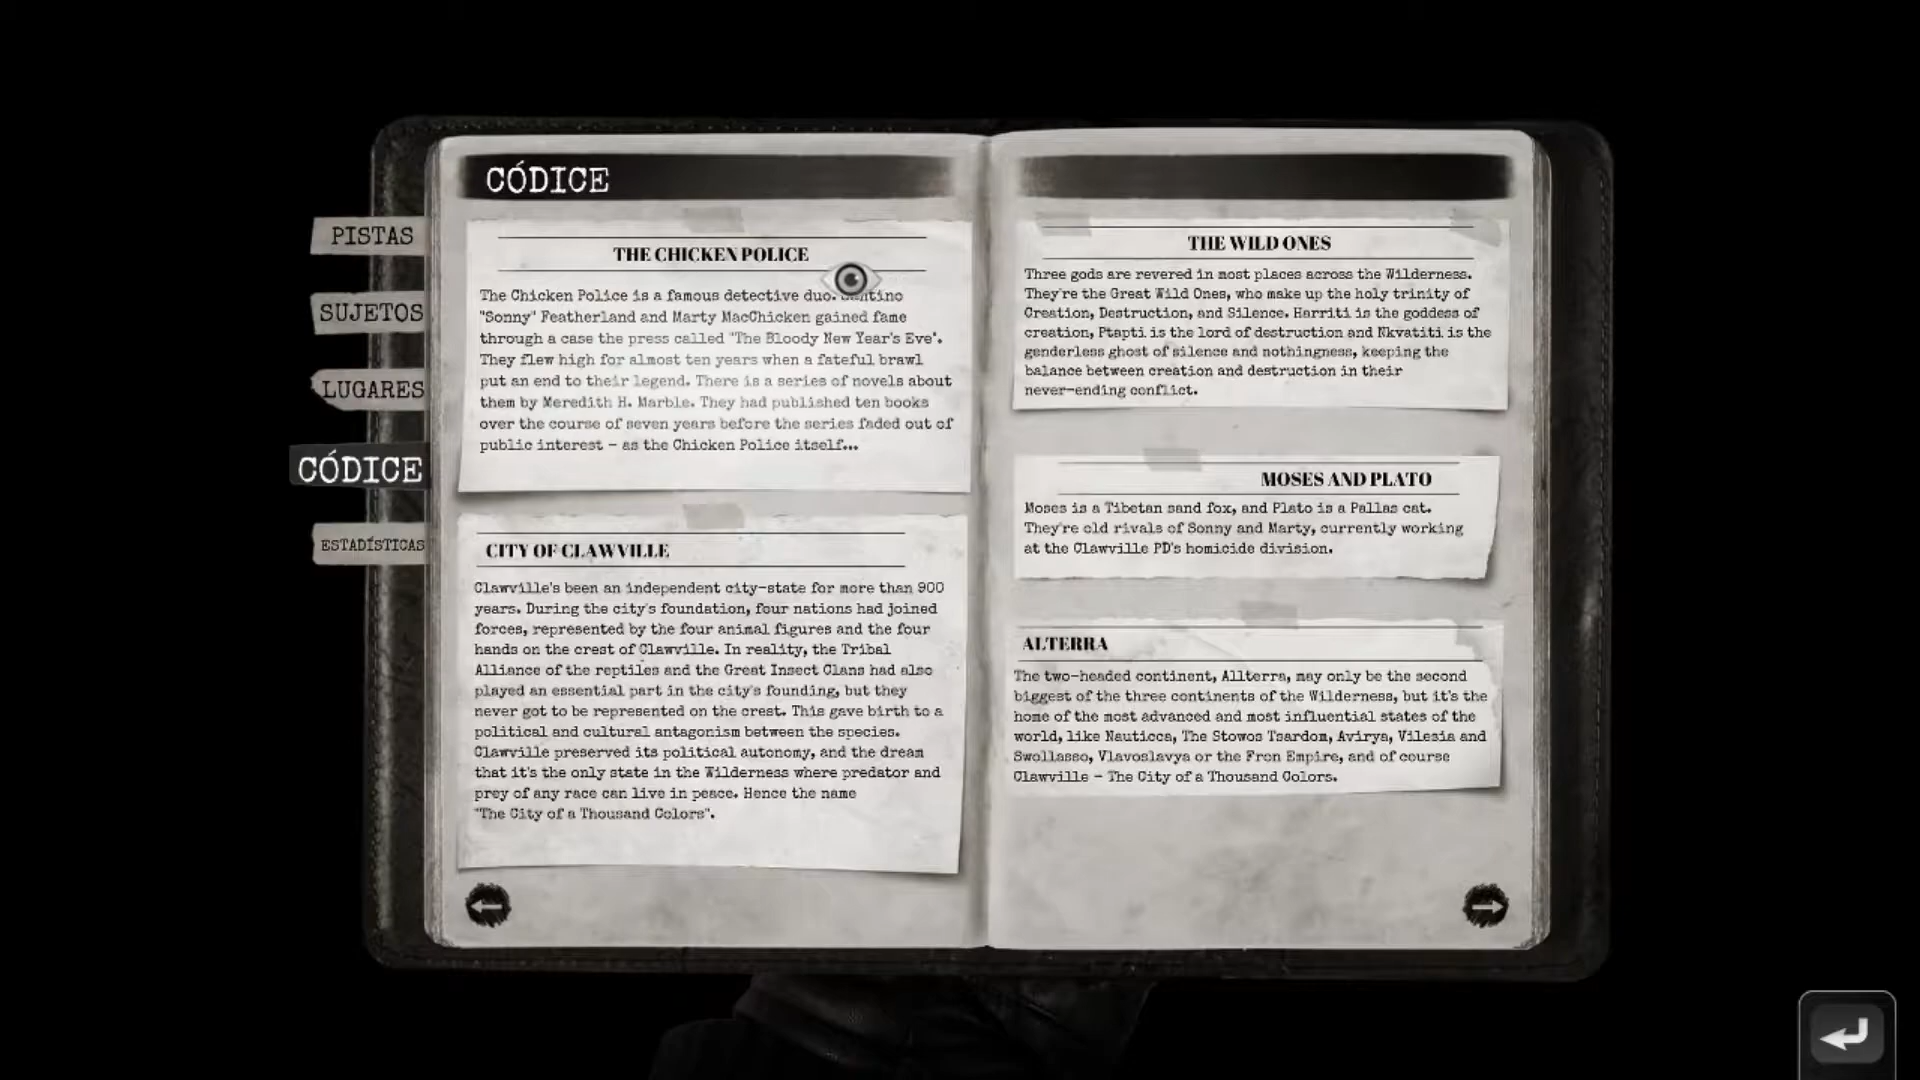 CÓDICE
PISTAS
SUJETOS
LUGARES
CÓDICE
ESTADÍSTICAS
THE CHICKEN POLICE
The Chicken Police is a famous detective duo.
"Sonny" Featherland and Marty MacChicken gained fame
through a case the press called "The Bloody New Year's Eve".
They flew high for almost ten years when a fateful brawl
put an end to their legend. There is a series of novels about
them by Meredith H. Marble. They had published ten books
over the course of seven years before the series faded out of
public interest – as the Chicken Police itself...
CITY OF CLAWVILLE
Clawville's been an independent city-state for more than 900
years. During the city's foundation, four nations had joined
forces, represented by the four animal figures and the four
hands on the crest of Clawville. In reality, the Tribal
Alliance of the reptiles and the Great Insect Clans had also
played an essential part in the city's founding, but they
never got to be represented on the crest. This gave birth to a
political and cultural antagonism between the species.
Clawville preserved its political autonomy, and the dream
that it's the only state in the Wilderness where predator and
prey of any race can live in peace. Hence the name
"The City of a Thousand Colors".
THE WILD ONES
Three gods are revered in most places across the Wilderness.
They're the Great Wild Ones, who make up the holy trinity of
Creation, Destruction, and Silence. Harriti is the goddess of
creation, Ptapti is the lord of destruction and Nkvatiti is the
genderless ghost of silence and nothingness, keeping the
balance between creation and destruction in their
never-ending conflict.
MOSES AND PLATO
Moses is a Tibetan sand fox, and Plato is a Pallas cat.
They're old rivals of Sonny and Marty, currently working
at the Clawville PD's homicide division.
ALTERRA
The two-headed continent, Allterra, may only be the second
biggest of the three continents of the Wilderness, but it's the
home of the most advanced and most influential states of the
world, like Nauticca, The Stowos Tsardom, Avirya, Vilesia and
Swollasso, Vlavoslavya or the Fron Empire, and of course
Clawville – The City of a Thousand Colors.